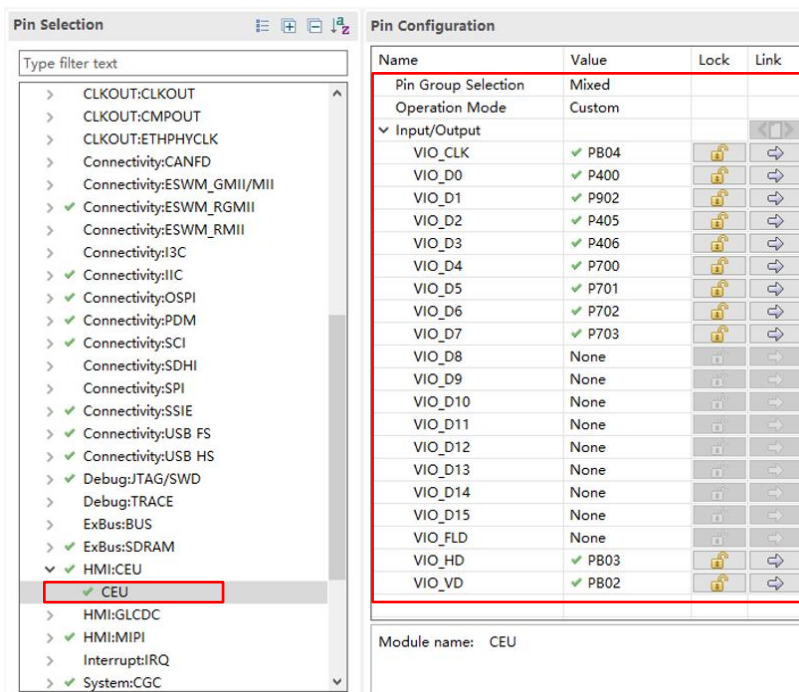 Pin Selection
Type filter text
CLKOUT:CLKOUT
CLKOUT:CMPOUT
CLKOUT:ETHPHYCLK
Connectivity:CANFD
Connectivity:ESWM_GMII/MII
Connectivity:ESWM_RGMII
Connectivity:ESWM_RMII
Connectivity:I3C
Connectivity:IIC
Connectivity:OSPI
Connectivity:PDM
Connectivity:SCI
Connectivity:SDHI
Connectivity:SPI
Connectivity:SSIE
Connectivity:USB FS
Connectivity:USB HS
Debug:JTAG/SWD
Debug:TRACE
ExBus:BUS
ExBus:SDRAM
HMI:CEU
CEU
HMI:GLCDC
HMI:MIPI
Interrupt:IRQ
System:CGC
Pin Configuration
Name Value Lock Link
Pin Group Selection Mixed
Operation Mode Custom
Input/Output
VIO_CLK PB04
VIO_D0 P400
VIO_D1 P902
VIO_D2 P405
VIO_D3 P406
VIO_D4 P700
VIO_D5 P701
VIO_D6 P702
VIO_D7 P703
VIO_D8 None
VIO_D9 None
VIO_D10 None
VIO_D11 None
VIO_D12 None
VIO_D13 None
VIO_D14 None
VIO_D15 None
VIO_FLD None
VIO_HD PB03
VIO_VD PB02
Module name: CEU